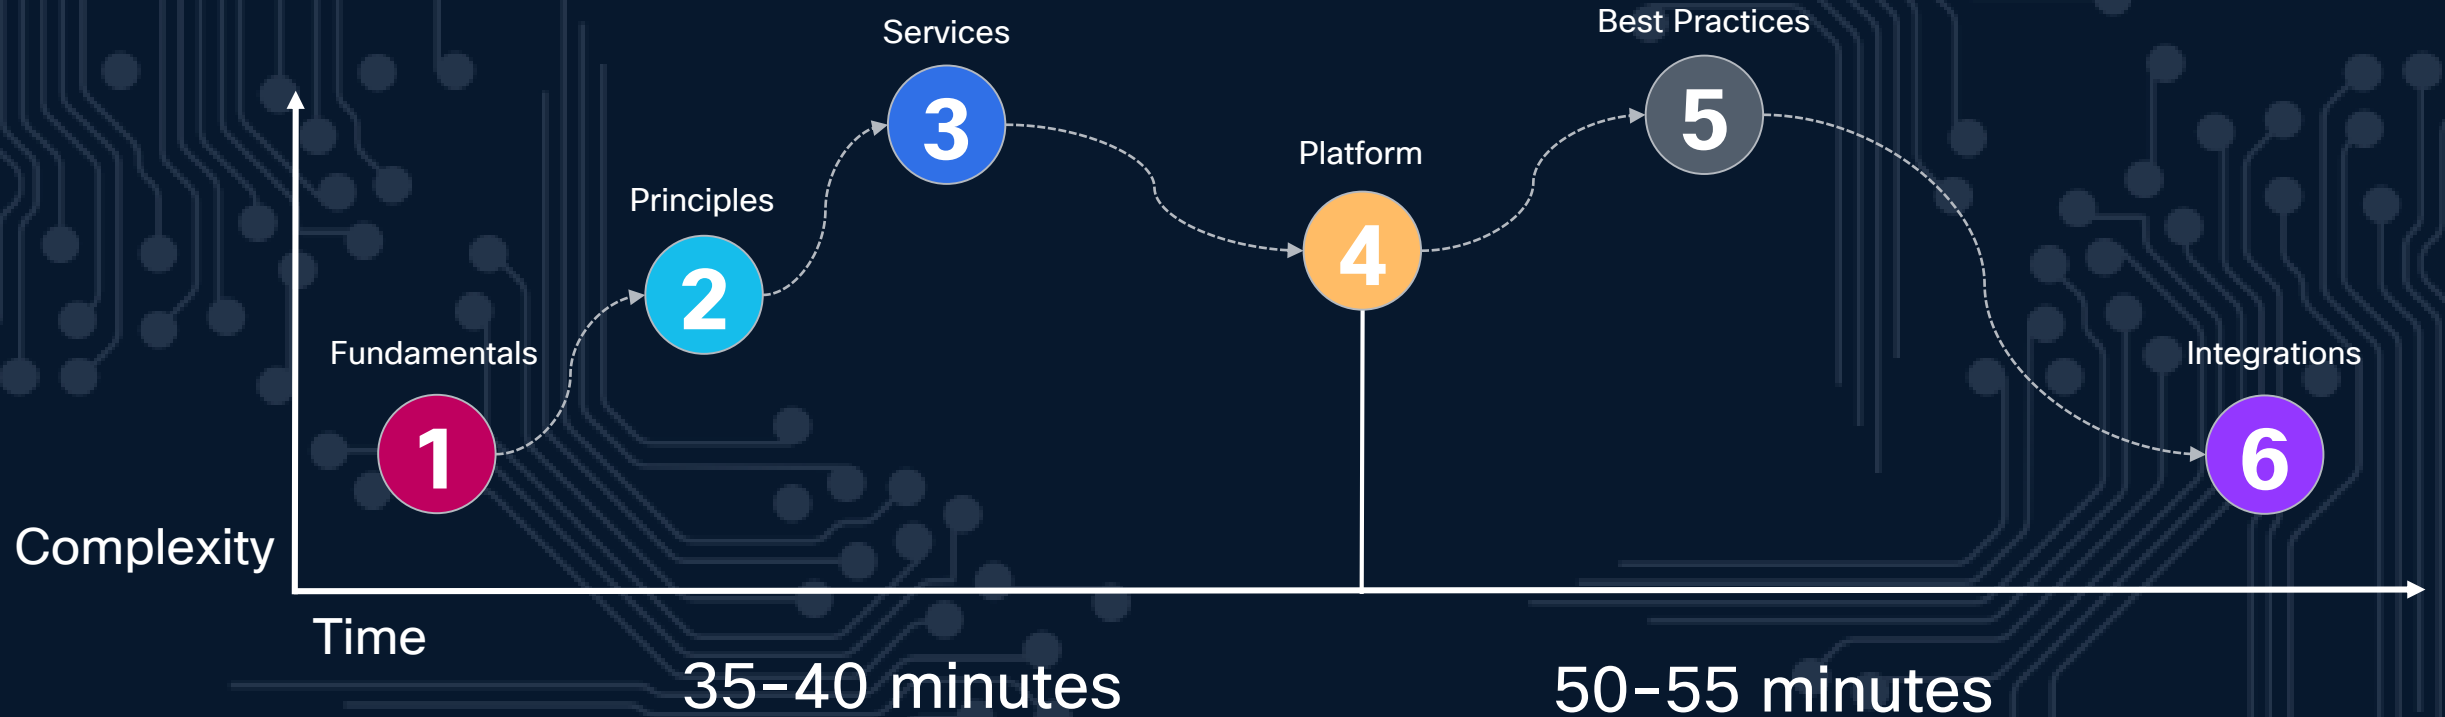 Services
3
Best Practices
5
Platform
4
Principles
2
Fundamentals
1
Integrations
6
Complexity
Time
35-40 minutes
50-55 minutes